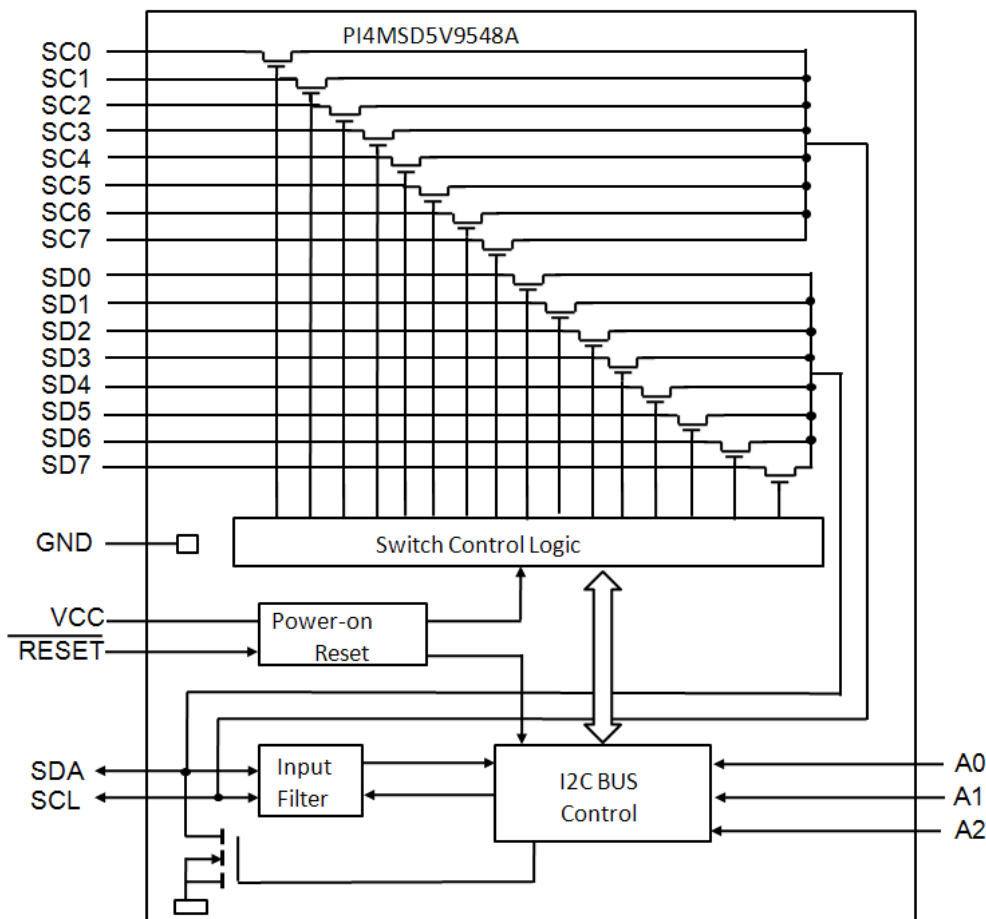 PI4MSD5V9548A
SC0
SC1
SC2
SC3
SC4
SC5
SC6
SC7
SD0
SD1
SD2
SD3
SD4
SD5
SD6
SD7
GND
Switch Control Logic
VCC
RESET
Power-on
Reset
SDA
SCL
Input
Filter
I2C BUS
Control
A0
A1
A2